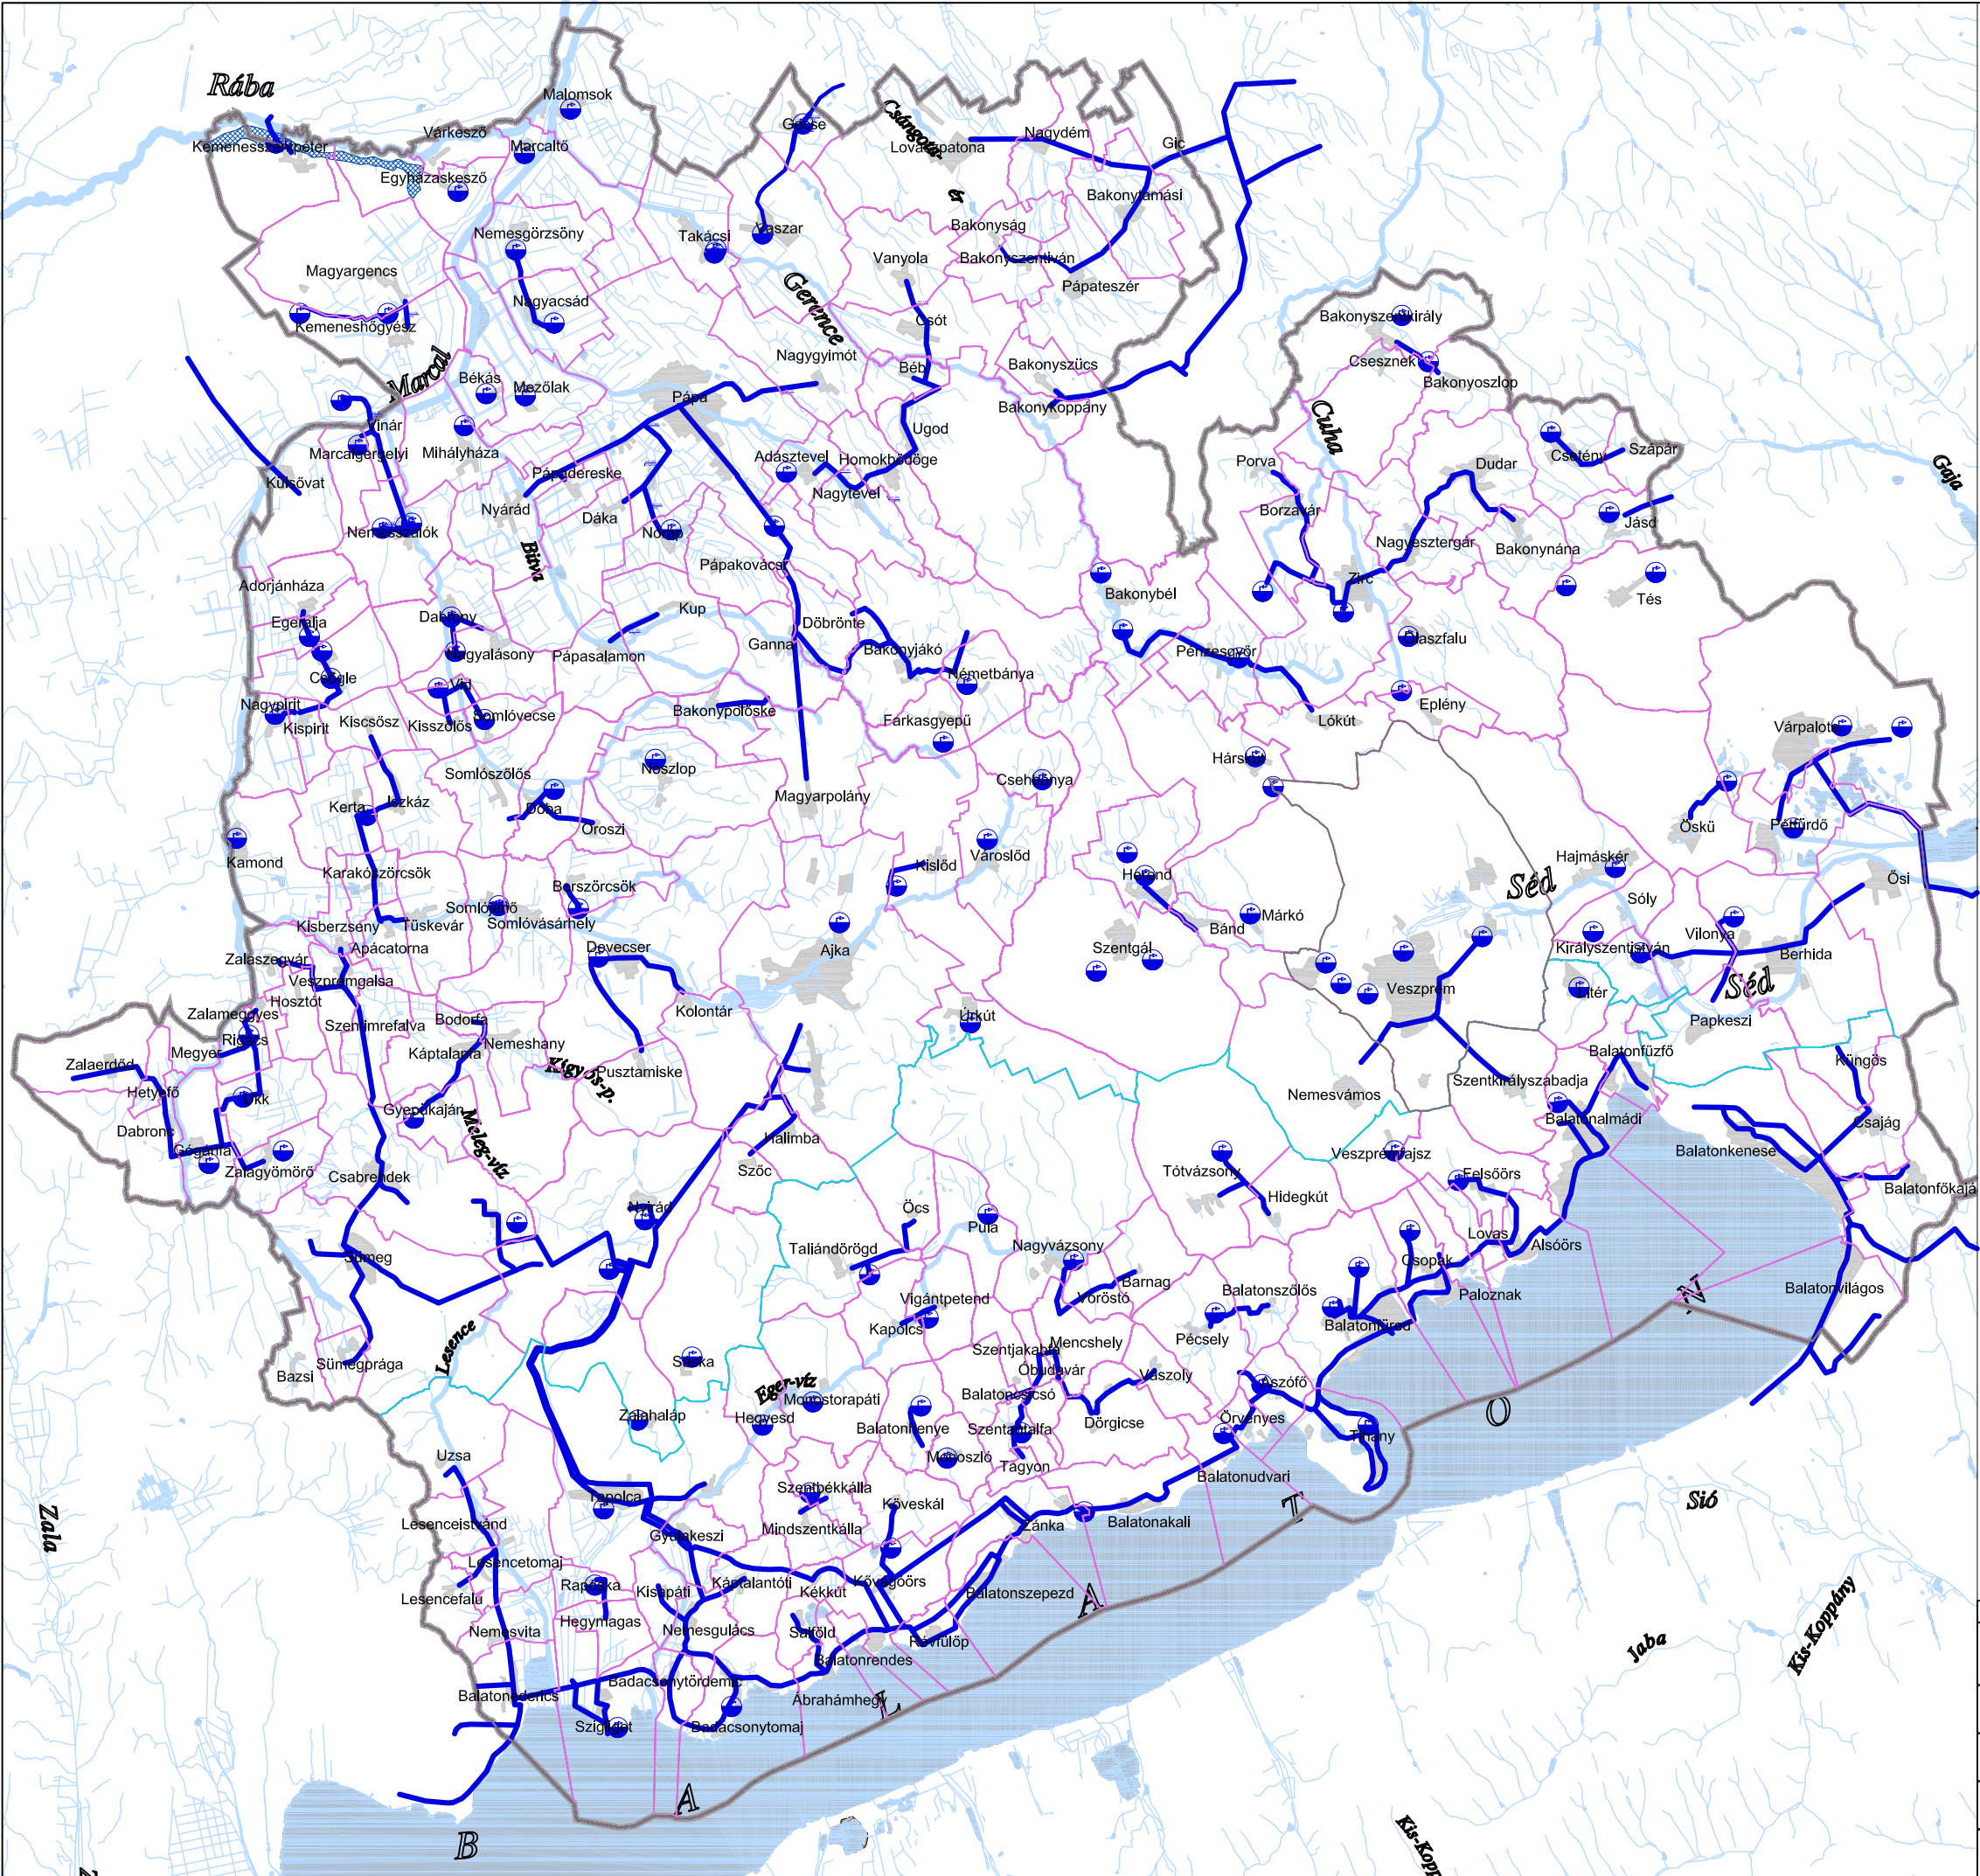 Rába
Malomsok
Várkesző
Marcaltő
Kemenesszentpéter
Egyházaskesző
Gecse
Csángota-
ér
Lovászpatona
Nagydém
Gic
Bakonytamási
Nemesgörzsöny
Takácsi
Vaszar
Bakonyság
Vanyola
Bakonyszentiván
Magyargencs
Pápateszér
Gerence
Nagyacsád
Kemeneshőgyész
Csót
Bakonyszentkirály
Marcal
Nagygyimót
Békás
Mezőlak
Béb
Bakonyszücs
Csesznek
Bakonyoszlop
Pápa
Bakonykoppány
Cuha
Vinár
Ugod
Marcalgergelyi
Mihályháza
Adásztevel
Homokbödöge
Porva
Dudar
Csetény
Szápár
Gaja
Külsővat
Pápadereske
Nagytevel
Nyárád
Dáka
Borzavár
Jásd
Nemesszalók
Noráp
Nagyesztergár
Bakonynána
Bitva
Pápakovácsi
Adorjánháza
Zirc
Tés
Bakonybél
Egeralja
Dabrony
Kup
Döbrönte
Olaszfalu
Nagyalásony
Pápasalamon
Ganna
Bakonyjákó
Pénzesgyőr
Csögle
Vid
Németbánya
Nagypirit
Kispirit
Kiscsősz
Kisszőlős
Somlóvecse
Bakonypölöske
Farkasgyepű
Lókút
Eplény
Várpalota
Hárskút
Somlószőlős
Noszlop
Csehbánya
Magyarpolány
Kerta
Iszkáz
Doba
Oroszi
Öskü
Pétfürdő
Kamond
Kislőd
Városlőd
Hajmáskér
Karakószörcsök
Borszörcsök
Herend
Séd
Ősi
Somlójenő
Kisberzsény
Tüskevár
Somlóvásárhely
Márkó
Sóly
Bánd
Vilonya
Apácatorna
Devecser
Ajka
Szentgál
Királyszentistván
Berhida
Zalaszegvár
Veszprémgalsa
Veszprém
Litér
Séd
Hosztót
Kolontár
Zalameggyes
Szentimrefalva
Bodorfa
Úrkút
Papkeszi
Rigács
Nemeshany
Megyer
Káptalanfa
Balatonfűzfő
Küngös
Zalaerdőd
Kígyós-p.
Pusztamiske
Szentkirályszabadja
Hetyefő
Ukk
Nemesvámos
Gyepükaján
Balatonalmádi
Dabronc
Meleg-víz
Halimba
Csajág
Gógánfa
Balatonkenese
Zalagyömörő
Csabrendek
Szőc
Tótvázsony
Veszprémfajsz
Felsőörs
Balatonfőkajár
Hidegkút
Öcs
Nyirád
Pula
Lovas
Alsóörs
Taliándörögd
Nagyvázsony
Sümeg
Csopak
Barnag
Balatonszőlős
Balatonvilágos
Vigántpetend
Vöröstó
Paloznak
N
Kapolcs
Pécsely
Balatonfüred
Lesence
Mencshely
Szentjakabfa
Sümegprága
Sáska
Óbudavár
Bazsi
Vászoly
Eger-víz
Monostorapáti
Balatoncsicsó
Aszófő
O
Zalahaláp
Hegyesd
Balatonhenye
Szentantalfa
Dörgicse
Örvényes
Tihany
Uzsa
Monoszló
Tagyon
Balatonudvari
Szentbékkálla
Tapolca
Köveskál
T
Sió
Zala
Lesenceistvánd
Mindszentkálla
Zánka
Balatonakali
Gyulakeszi
Lesencetomaj
Raposka
Kisapáti
Káptalantóti
Kékkút
Kővágóörs
Balatonszepezd
Lesencefalu
A
Kis-Koppány
Hegymagas
Nemesvita
Nemesgulács
Salföld
Révfülöp
Jaba
Balatonrendes
Badacsonytördemic
Balatonederics
Ábrahámhegy
L
Szigliget
Badacsonytomaj
A
B